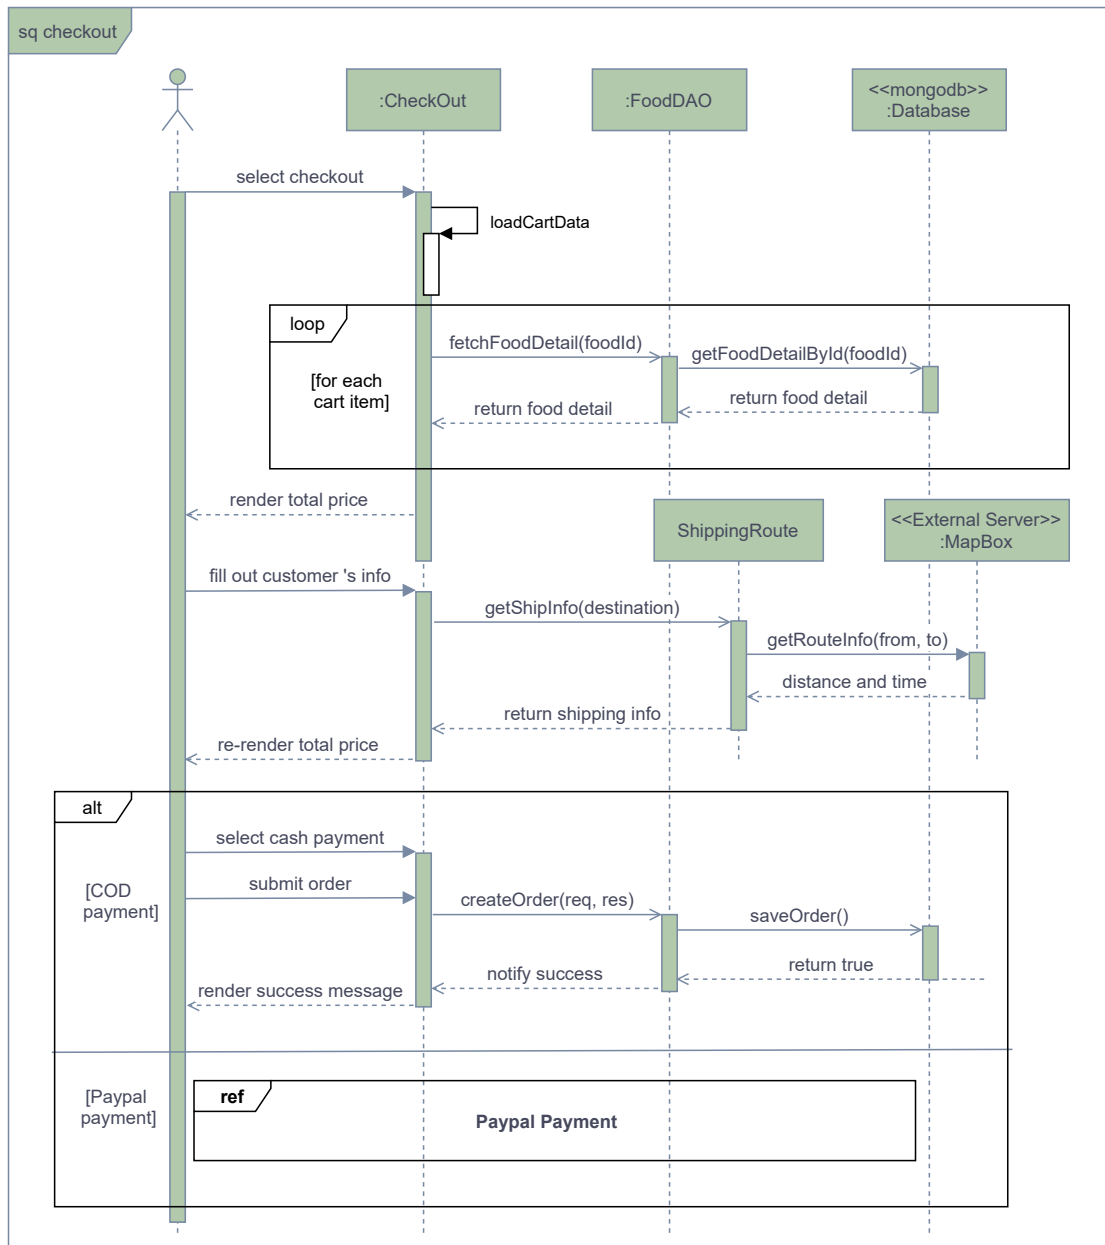 sq checkout
:CheckOut
:FoodDAO
<<mongodb>>
:Database
select checkout
loadCartData
loop
fetchFoodDetail(foodId)
getFoodDetailById(foodId)
[for each
cart item]
return food detail
return food detail
render total price
ShippingRoute
<<External Server>>
:MapBox
fill out customer 's info
getShipInfo(destination)
getRouteInfo(from, to)
distance and time
return shipping info
re-render total price
alt
select cash payment
[COD
payment]
submit order
createOrder(req, res)
saveOrder()
return true
notify success
render success message
[Paypal
payment]
ref
Paypal Payment